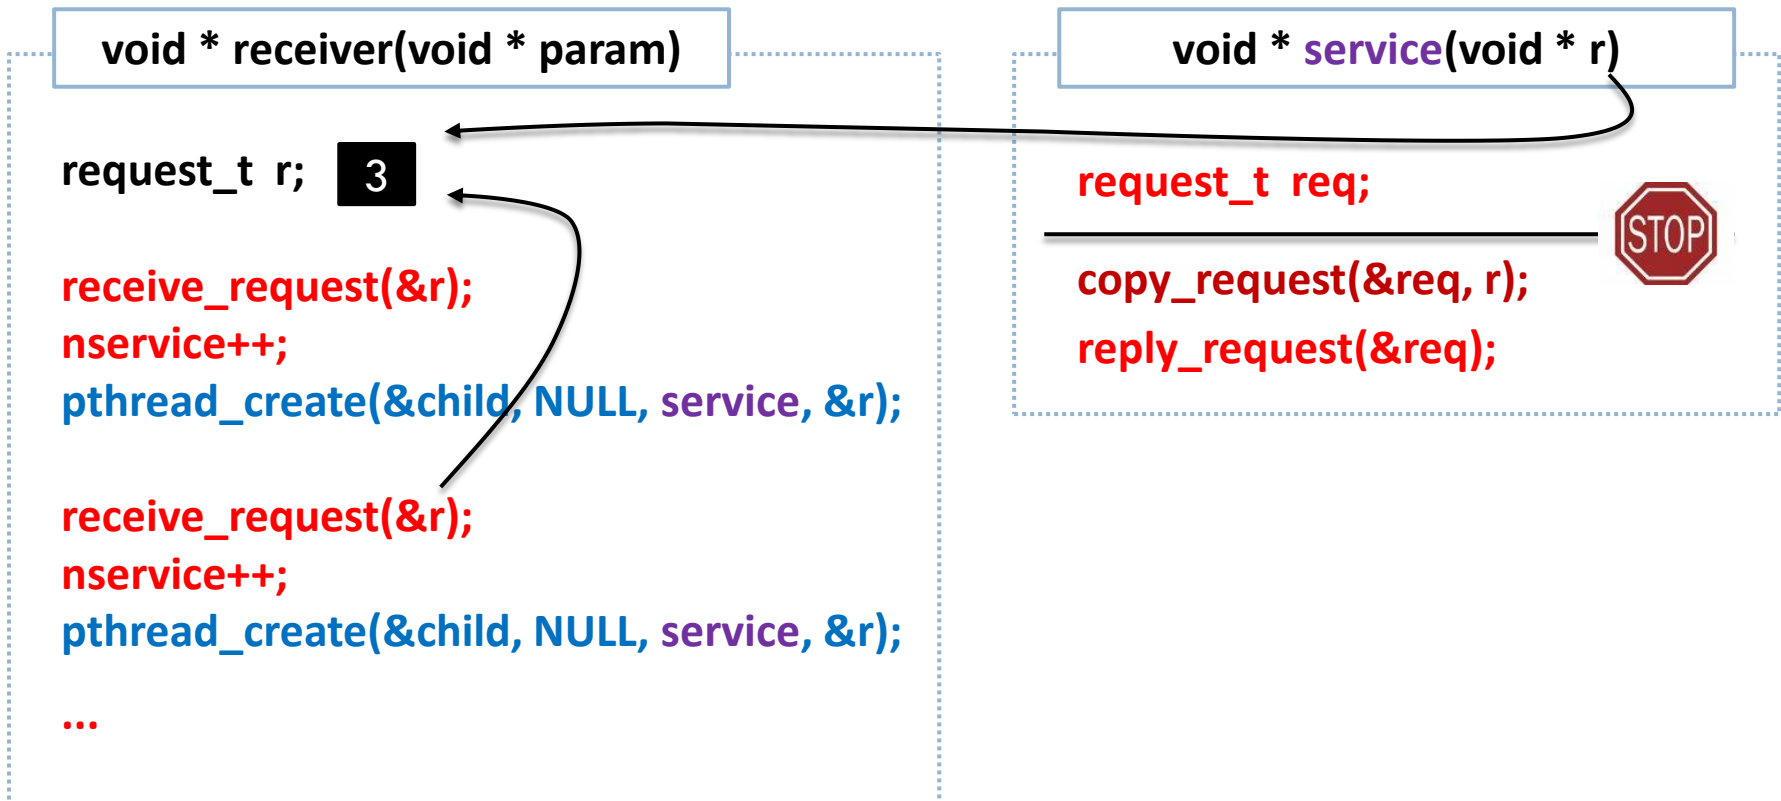 void * receiver(void * param)
request_t r; 3
receive_request(&r);
nservice++;
pthread_create(&child, NULL, service, &r);
receive_request(&r);
nservice++;
pthread_create(&child, NULL, service, &r);
...
void * service(void * r)
request_t req;
STOP
copy_request(&req, r);
reply_request(&req);